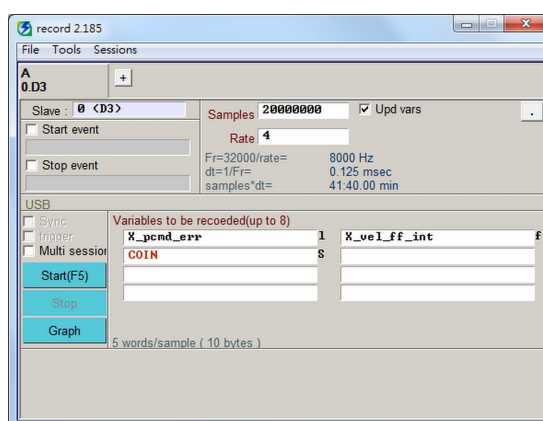 record 2.185
File Tools Sessions
A
0.D3
+
Slave : 0 (D3)
Samples 20000000
Upd vars
.
Start event
Rate 4
Stop event
Fr=32000/rate= 8000 Hz
dt=1/Fr= 0.125 msec
samples*dt= 41:40.00 min
USB
Sync
trigger
Multi session
Variables to be recoeded(up to 8)
X_pcmd_err l X_vel_ff_int f
COIN S
Start(F5)
Stop
Graph
5 words/sample ( 10 bytes )